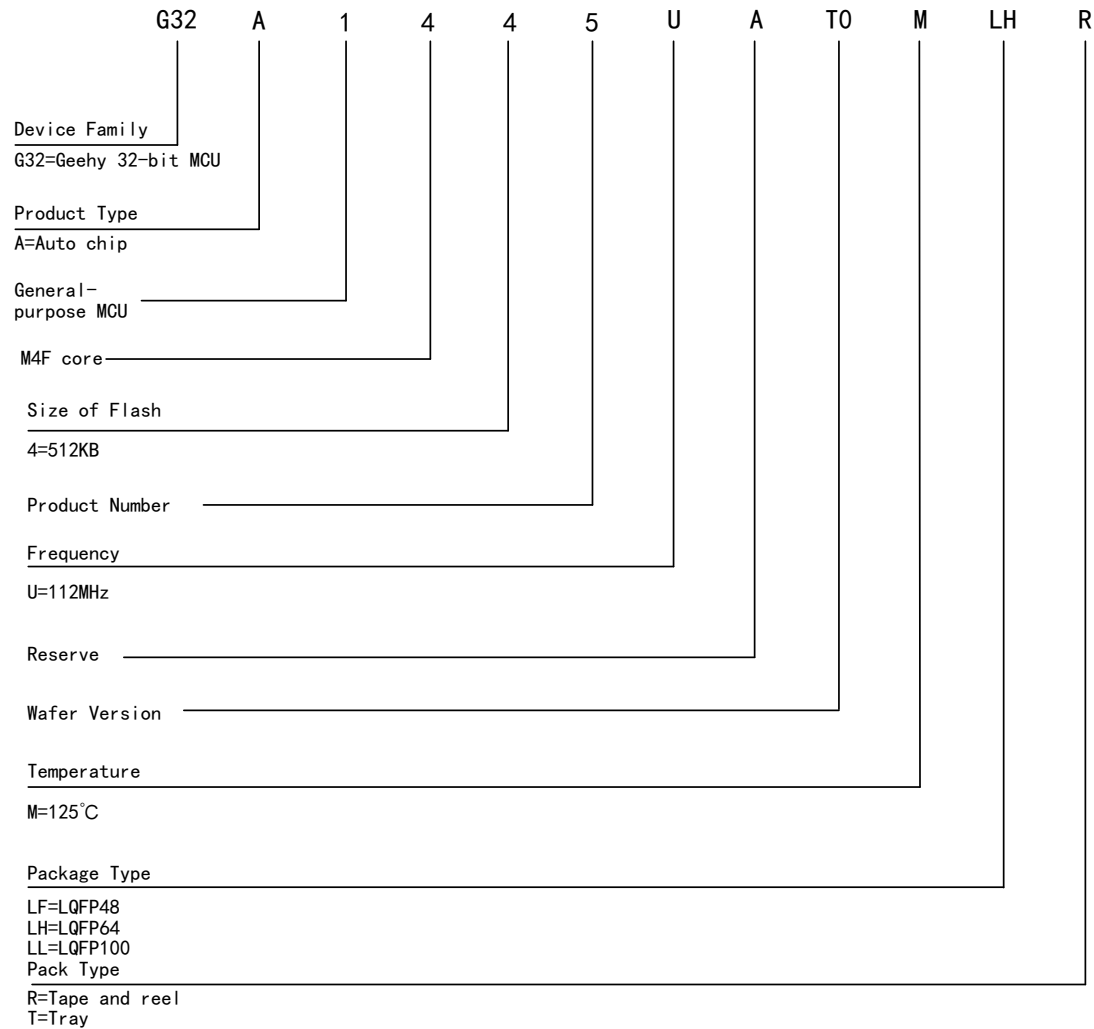 G32 A 1 4 4 5 U A T0 M LH R
Device Family
G32=Geehy 32-bit MCU
Product Type
A=Auto chip
General-
purpose MCU
M4F core
Size of Flash
4=512KB
Product Number
Frequency
U=112MHz
Reserve
Wafer Version
Temperature
M=125℃
Package Type
LF=LQFP48
LH=LQFP64
LL=LQFP100
Pack Type
R=Tape and reel
T=Tray